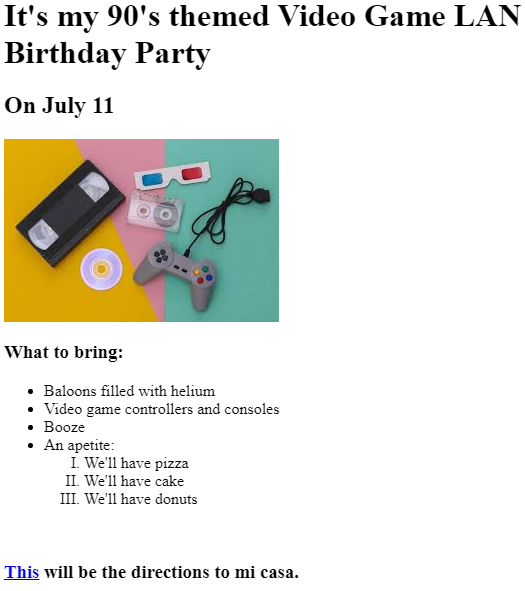 It's my 90's themed Video Game LAN
Birthday Party
On July 11
What to bring:
• Baloons filled with helium
• Video game controllers and consoles
• Booze
• An apetite:
I. We'll have pizza
II. We'll have cake
III. We'll have donuts
This will be the directions to mi casa.